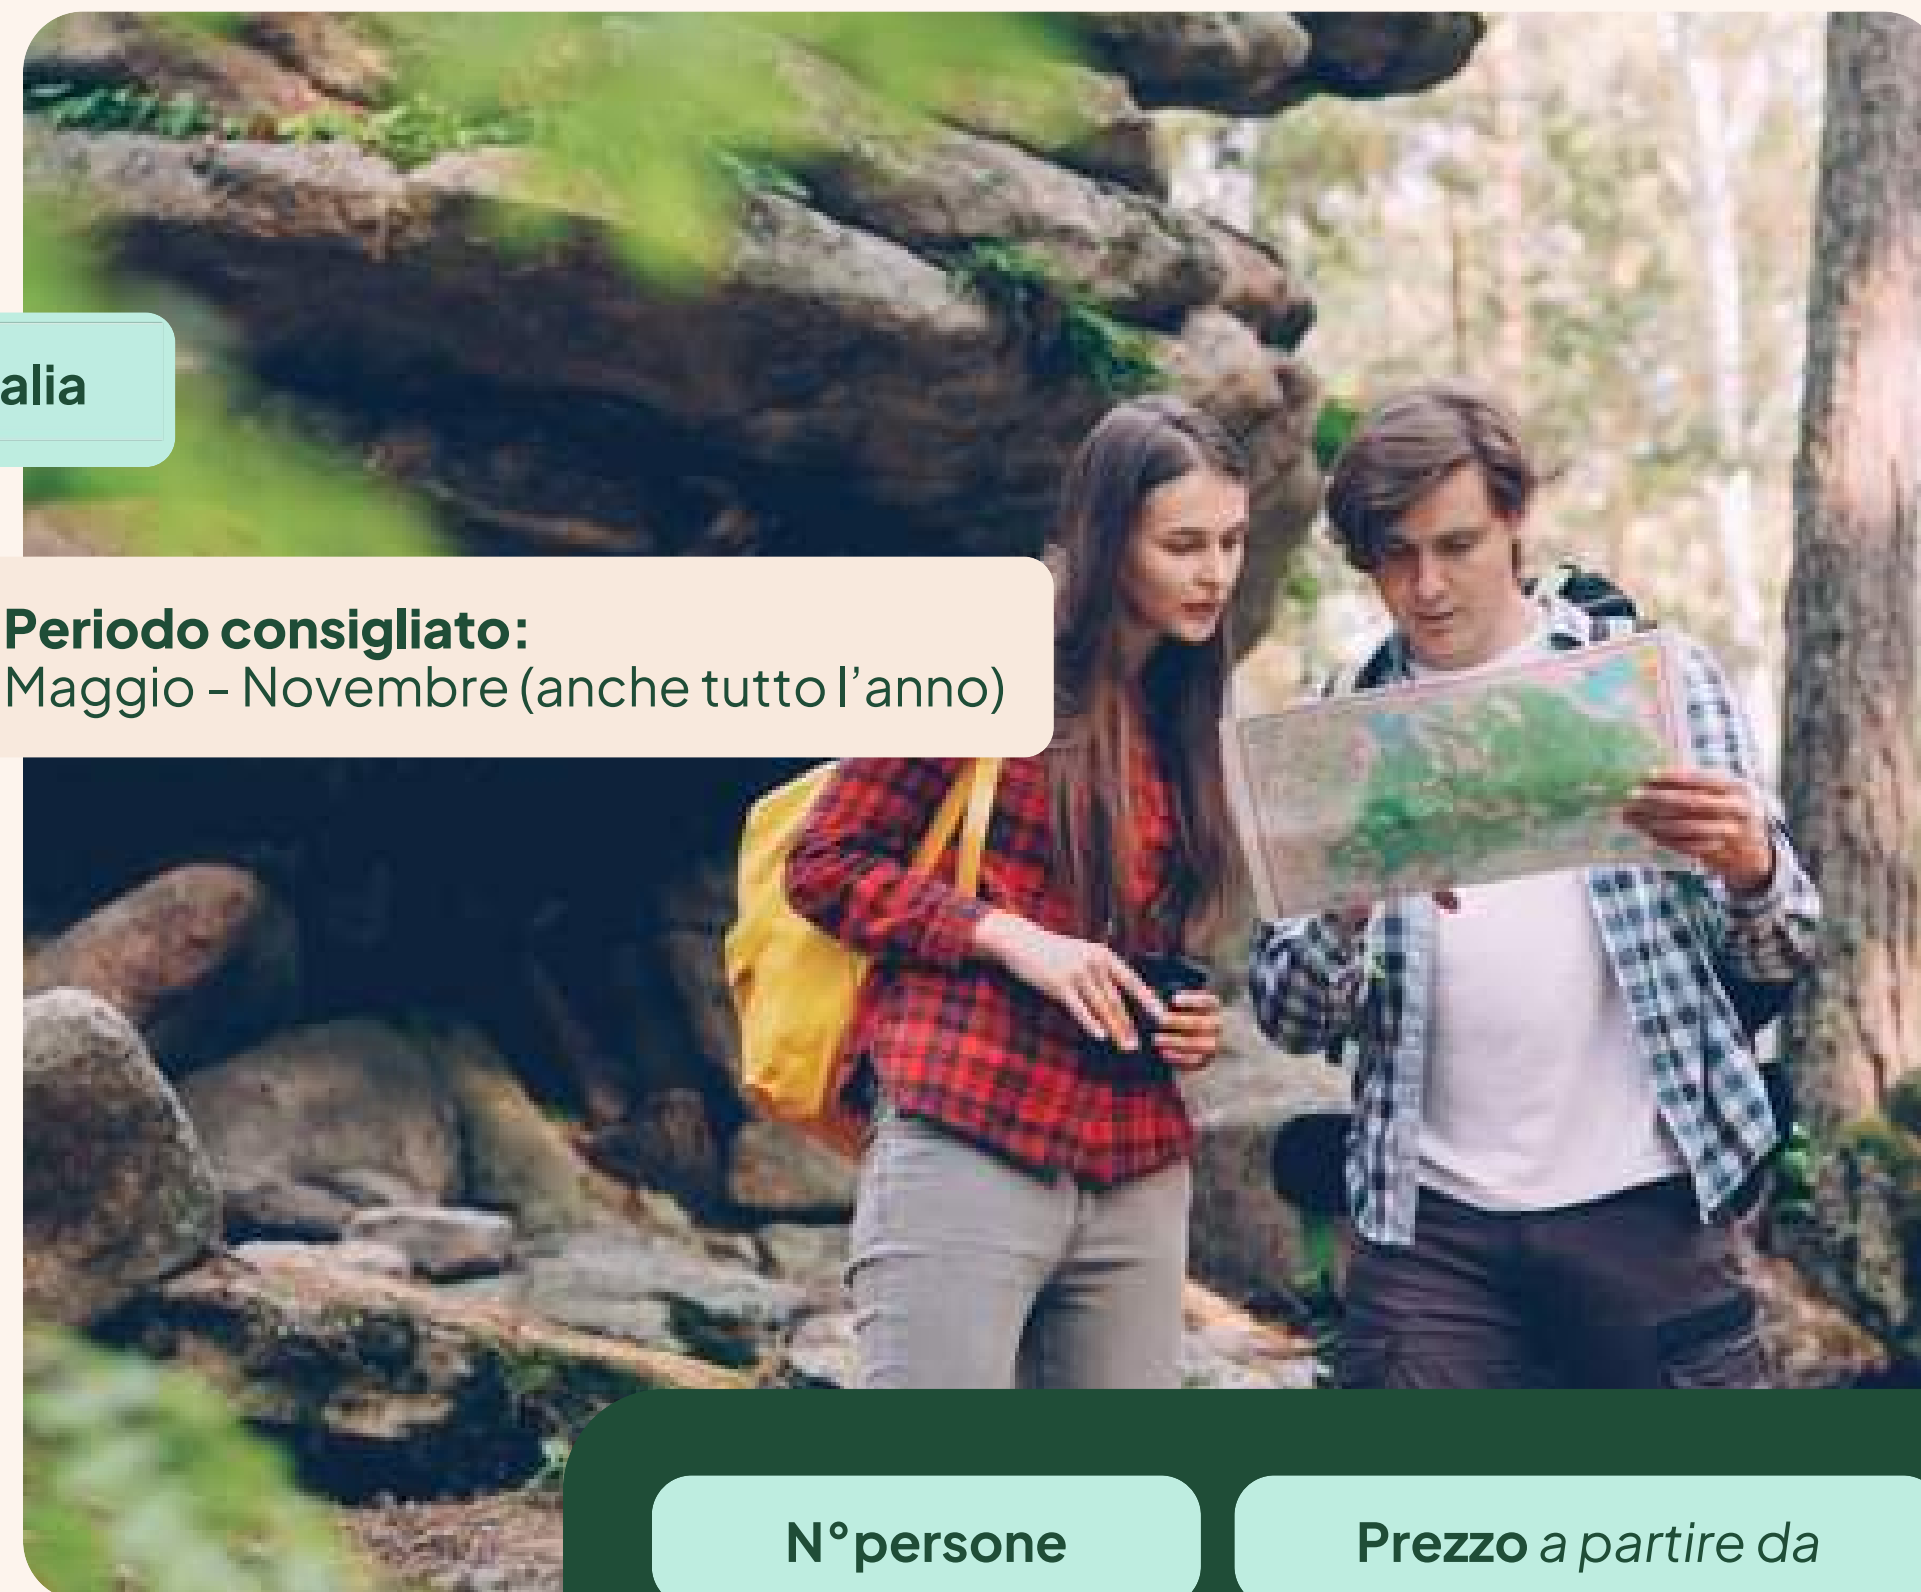 alia
Periodo consigliato:
Maggio - Novembre (anche tutto l’anno)
N°persone
Prezzo a partire da